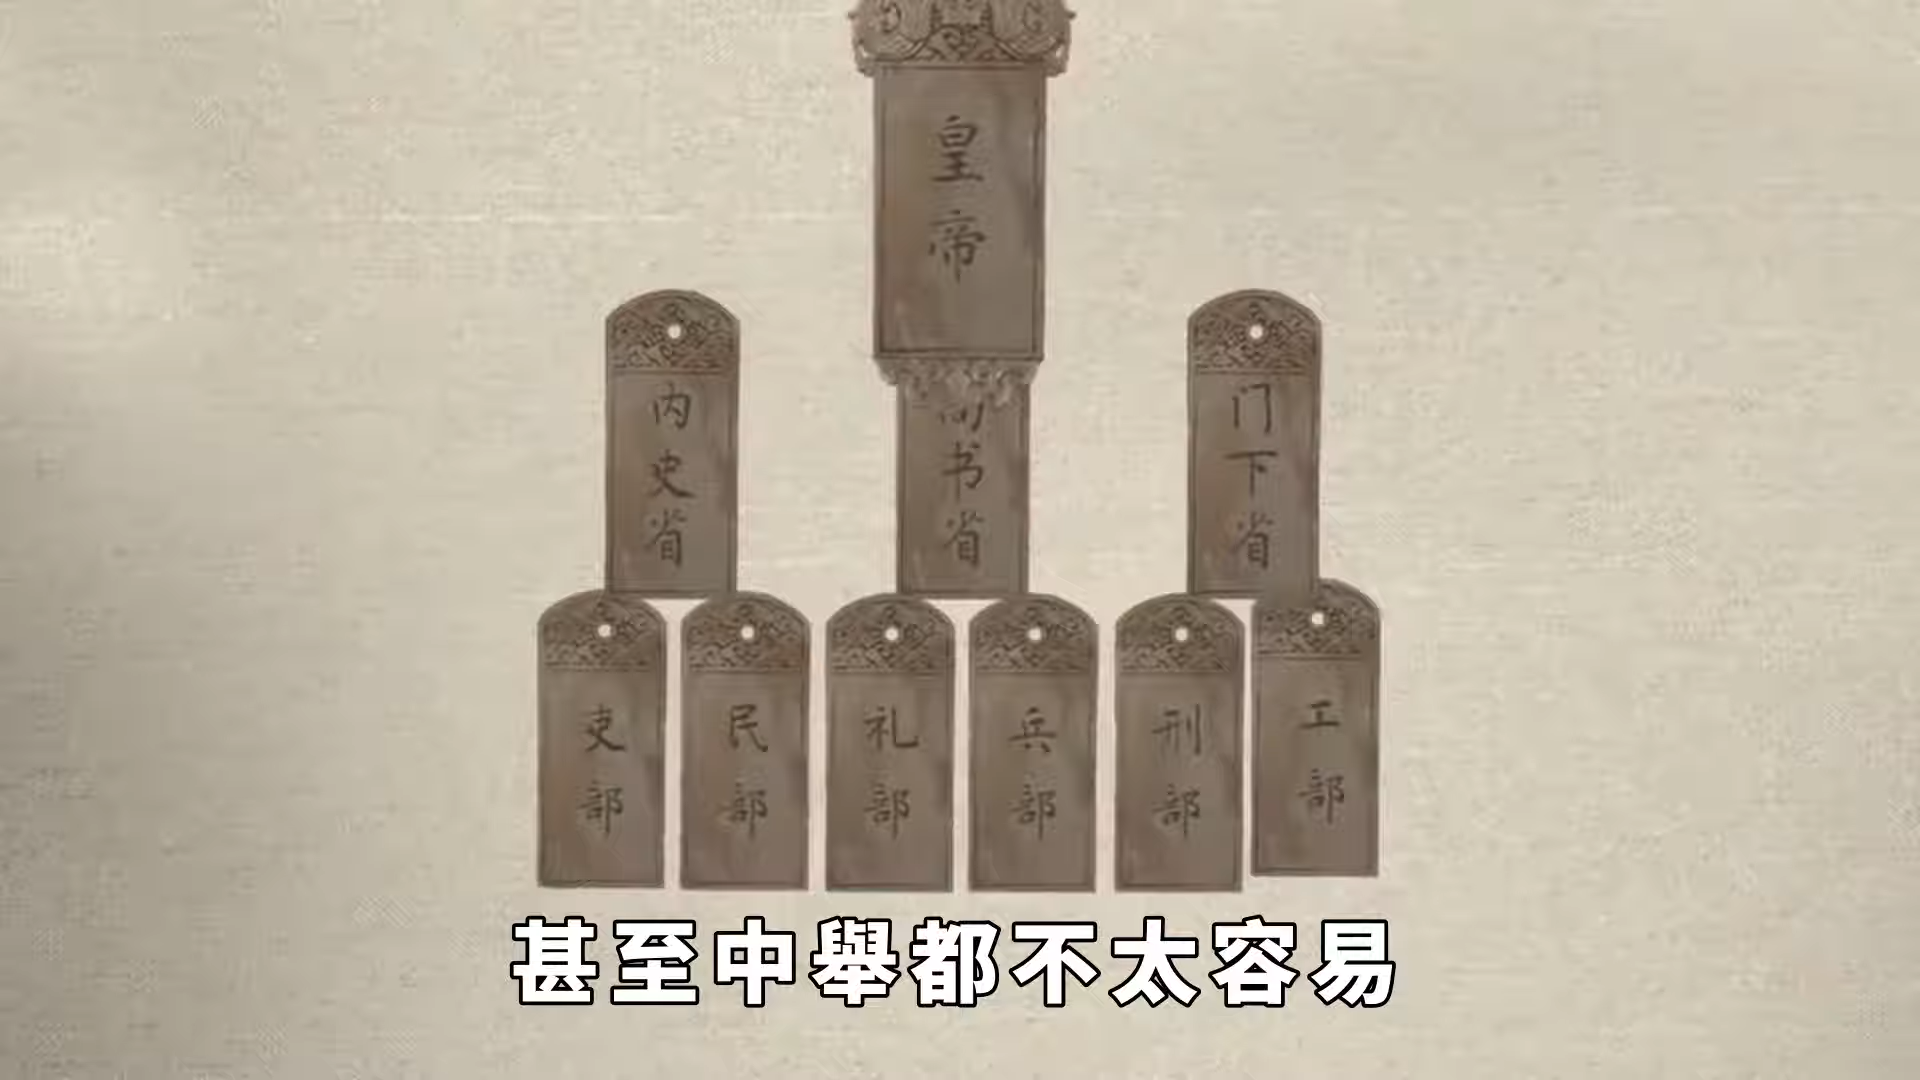 皇帝
内史省
尚书省
门下省
吏部
民部
礼部
兵部
刑部
工部
甚至中舉都不太容易